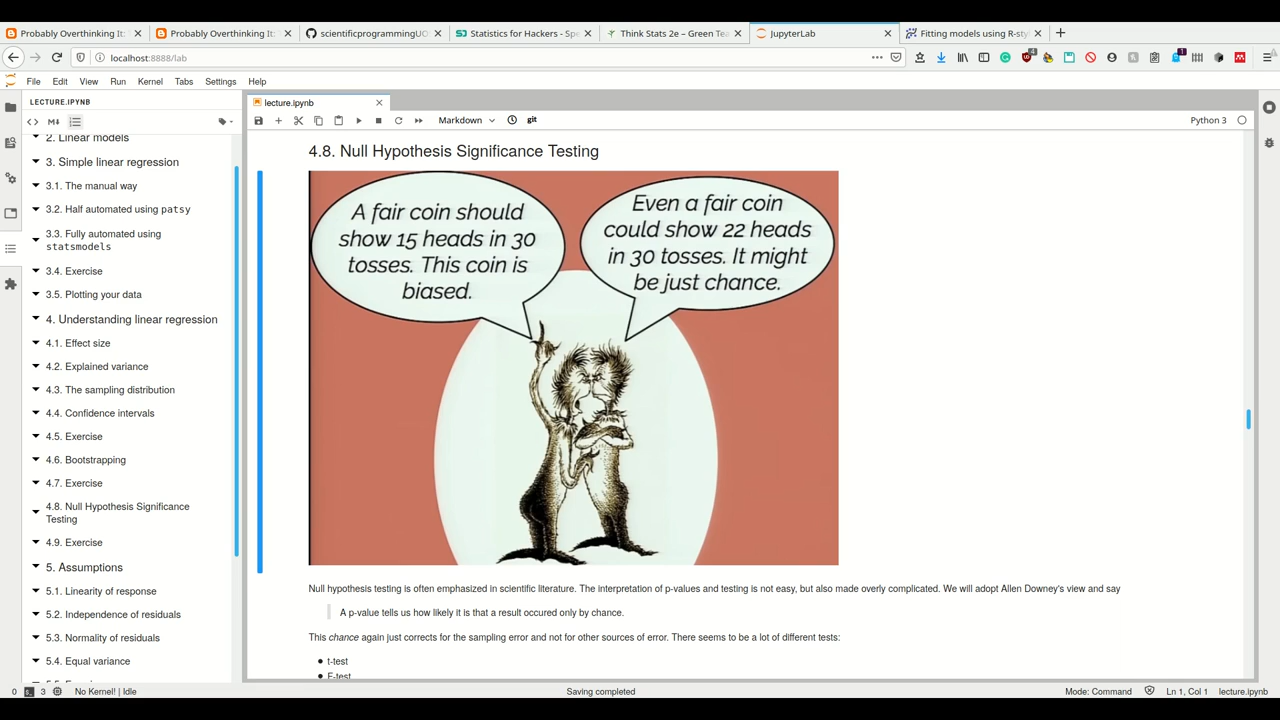 Probably Overthinking It:
Probably Overthinking It:
scientificprogrammingUO
Statistics for Hackers - Spe
Think Stats 2e – Green Tea
JupyterLab
Fitting models using R-sty
localhost:8888/lab
File Edit View Run Kernel Tabs Settings Help
LECTURE.IPYNB
lecture.ipynb
Markdown
git
Python 3
2. Linear models
3. Simple linear regression
3.1. The manual way
3.2. Half automated using patsy
3.3. Fully automated using
statsmodels
3.4. Exercise
3.5. Plotting your data
4. Understanding linear regression
4.1. Effect size
4.2. Explained variance
4.3. The sampling distribution
4.4. Confidence intervals
4.5. Exercise
4.6. Bootstrapping
4.7. Exercise
4.8. Null Hypothesis Significance
Testing
4.9. Exercise
5. Assumptions
5.1. Linearity of response
5.2. Independence of residuals
5.3. Normality of residuals
5.4. Equal variance
4.8. Null Hypothesis Significance Testing
A fair coin should
show 15 heads in 30
tosses. This coin is
biased.
Even a fair coin
could show 22 heads
in 30 tosses. It might
be just chance.
Null hypothesis testing is often emphasized in scientific literature. The interpretation of p-values and testing is not easy, but also made overly complicated. We will adopt Allen Downey's view and say
A p-value tells us how likely it is that a result occured only by chance.
This chance again just corrects for the sampling error and not for other sources of error. There seems to be a lot of different tests:
t-test
F-test
0 3 No Kernel! | Idle
Saving completed
Mode: Command Ln 1, Col 1 lecture.ipynb